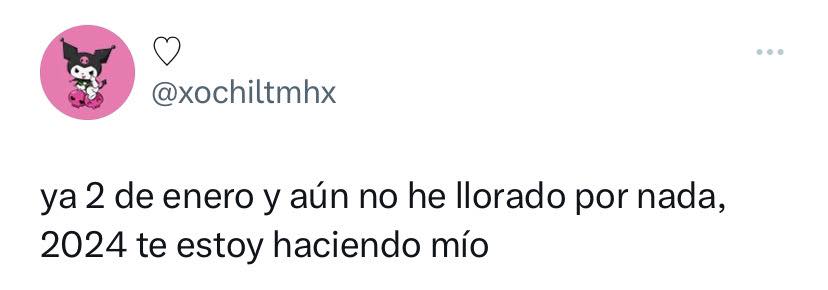 ♡
@xochiltmhx
ya 2 de enero y aún no he llorado por nada,
2024 te estoy haciendo mío